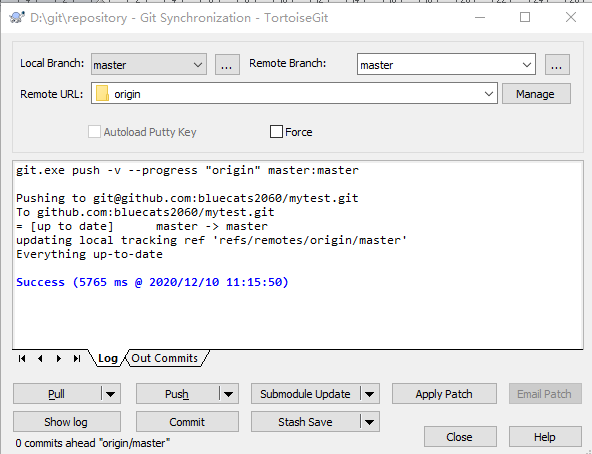 D:\git\repository - Git Synchronization - TortoiseGit
Local Branch: master ... Remote Branch: master ...
Remote URL: origin Manage
Autoload Putty Key Force
git.exe push -v --progress "origin" master:master
Pushing to git@github.com:bluecats2060/mytest.git
To github.com:bluecats2060/mytest.git
= [up to date]      master -> master
updating local tracking ref 'refs/remotes/origin/master'
Everything up-to-date
Success (5765 ms @ 2020/12/10 11:15:50)
Log Out Commits
Pull Push Submodule Update Apply Patch Email Patch
Show log Commit Stash Save
0 commits ahead "origin/master"
Close Help